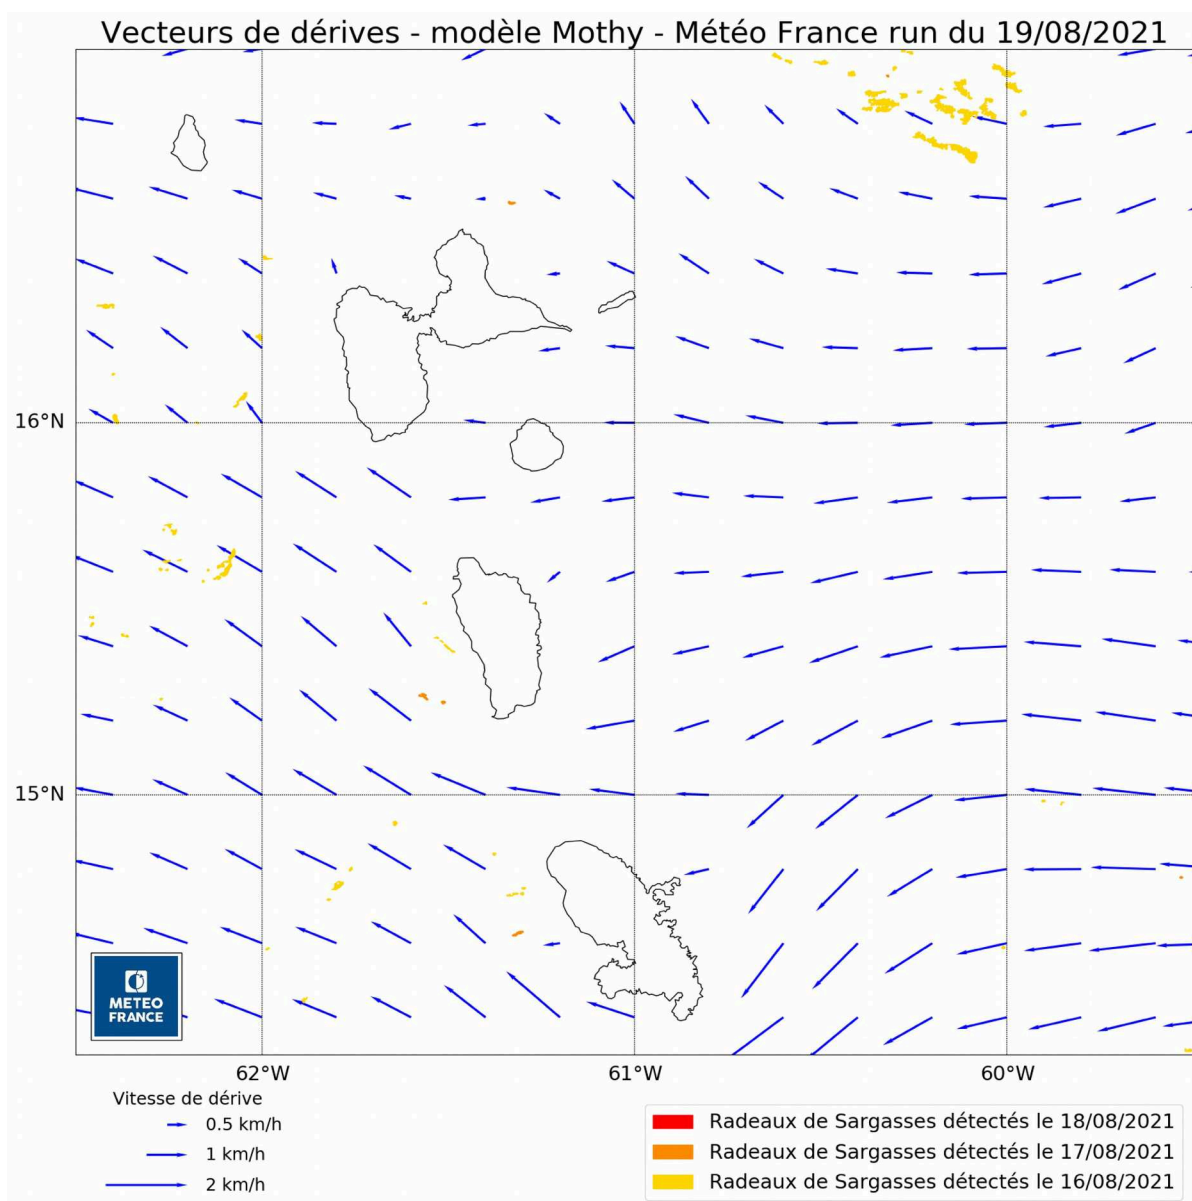 Vecteurs de dérives - modèle Mothy - Météo France run du 19/08/2021
16°N
15°N
METEO
FRANCE
62°W
61°W
60°W
Vitesse de dérive
0.5 km/h
1 km/h
2 km/h
Radeaux de Sargasses détectés le 18/08/2021
Radeaux de Sargasses détectés le 17/08/2021
Radeaux de Sargasses détectés le 16/08/2021